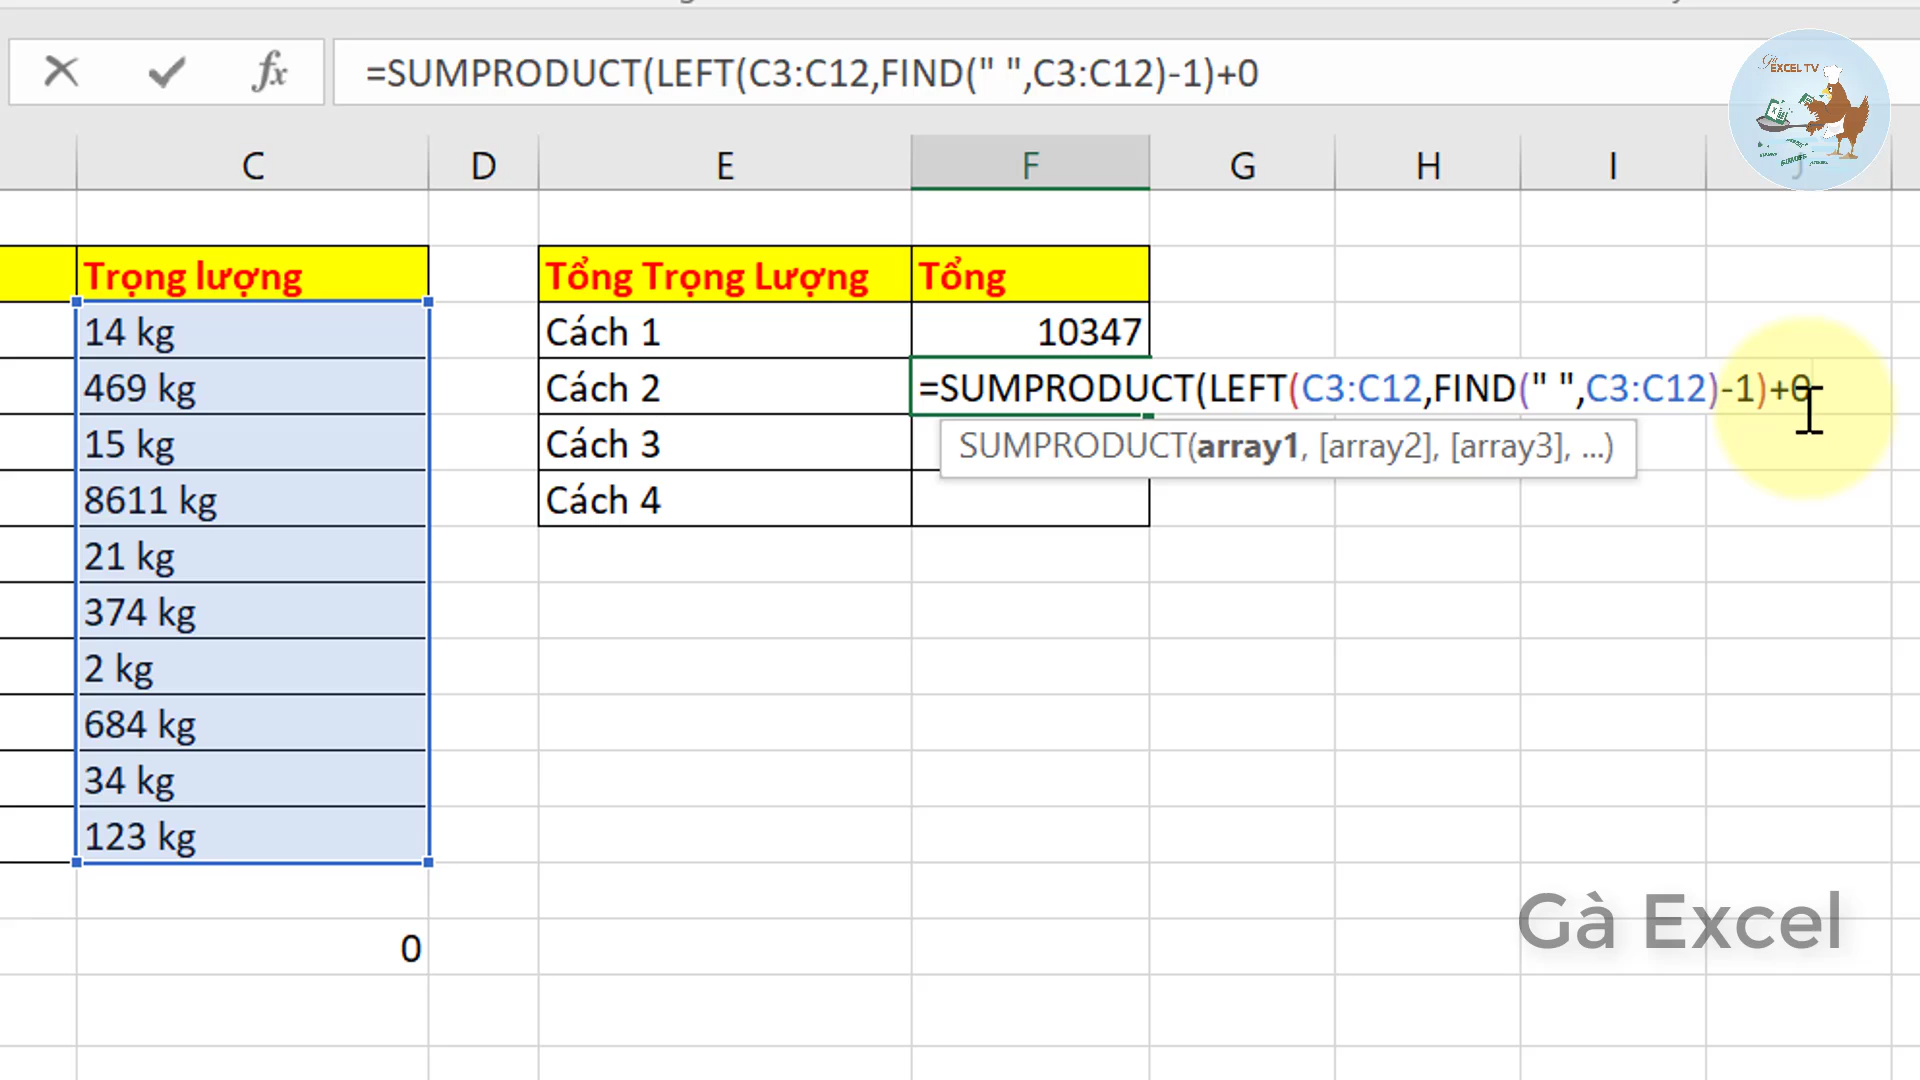 =SUMPRODUCT(LEFT(C3:C12,FIND(" ",C3:C12)-1)+0
EXCEL TV
C D E F G H I J
Trọng lượng Tổng Trọng Lượng Tổng
14 kg Cách 1 10347
469 kg Cách 2 =SUMPRODUCT(LEFT(C3:C12,FIND(" ",C3:C12)-1)+0
15 kg Cách 3 SUMPRODUCT(array1, [array2], [array3], ...)
8611 kg Cách 4
21 kg
374 kg
2 kg
684 kg
34 kg
123 kg
Gà Excel
0